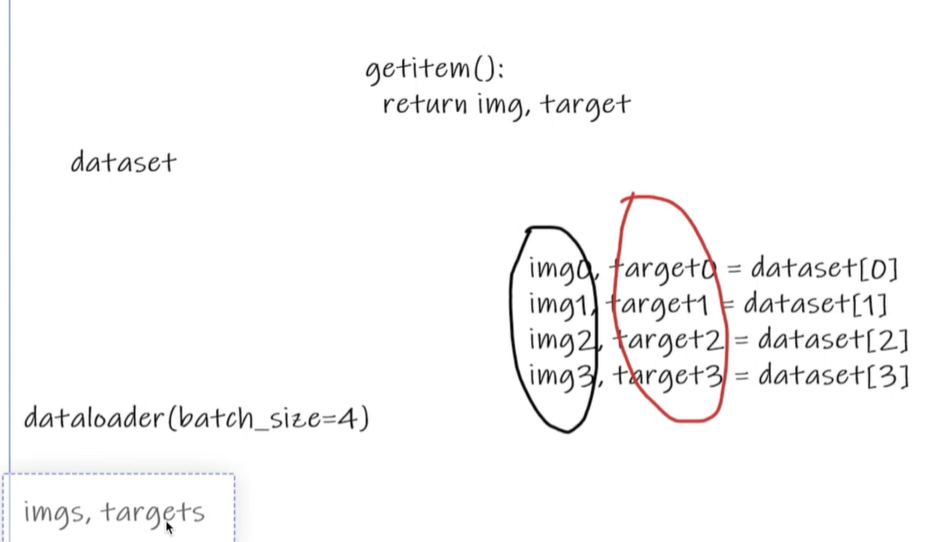 getitem():
return img, target
dataset
img0, target0 = dataset[0]
img1, target1 = dataset[1]
img2, target2 = dataset[2]
img3, target3 = dataset[3]
dataloader(batch_size=4)
imgs, targets